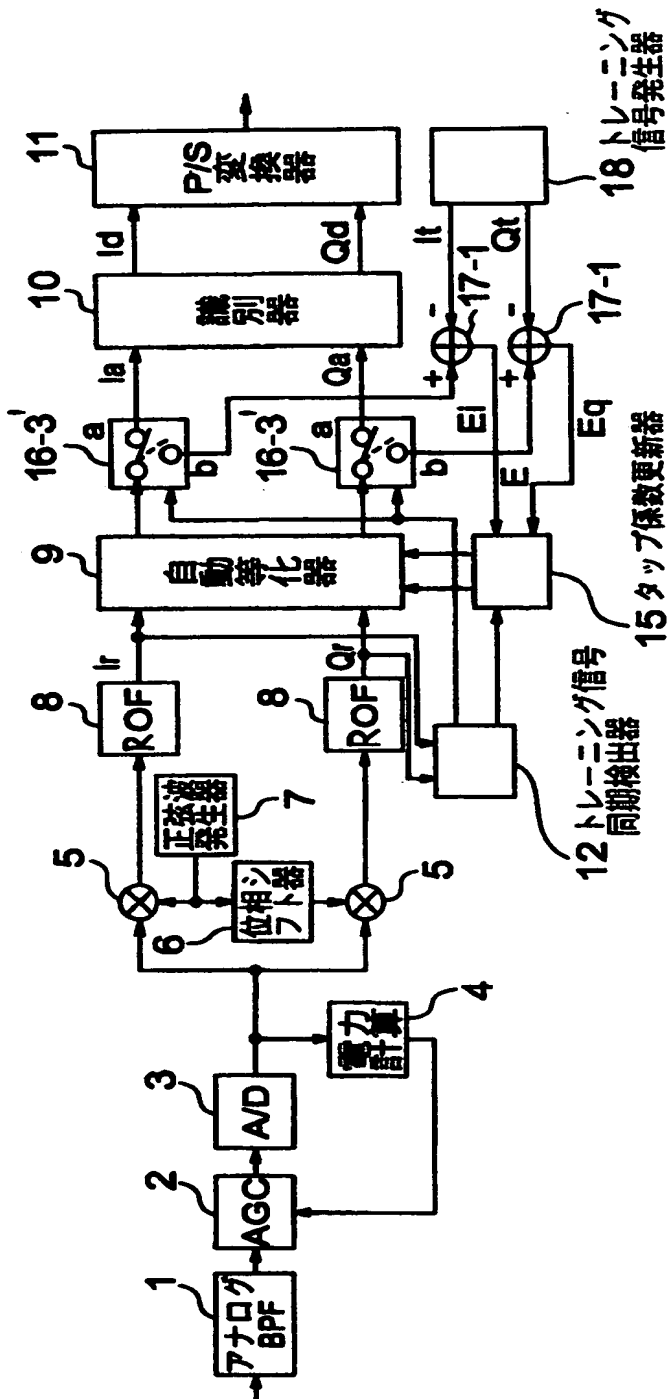 1
アナログ
BPF
2
AGC
3
A/D
4
電力
計算
5
5
6
位相シ
フト器
7
正弦波
発生器
8
ROF
8
ROF
Ir
Qr
9
自動等化器
12 トレーニング信号
同期検出器
15 タップ係数更新器
16-3'
a
b
16-3'
a
b
Ia
Qa
10
識別器
Id
Qd
11
P/S
変換
器
+
-
17-1
+
-
17-1
It
Qt
Ei
E
Eq
18 トレーニング
信号発生器